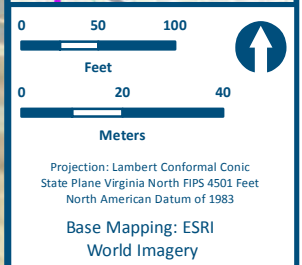 0 50 100
Feet
0 20 40
Meters
Projection: Lambert Conformal Conic
State Plane Virginia North FIPS 4501 Feet
North American Datum of 1983
Base Mapping: ESRI
World Imagery